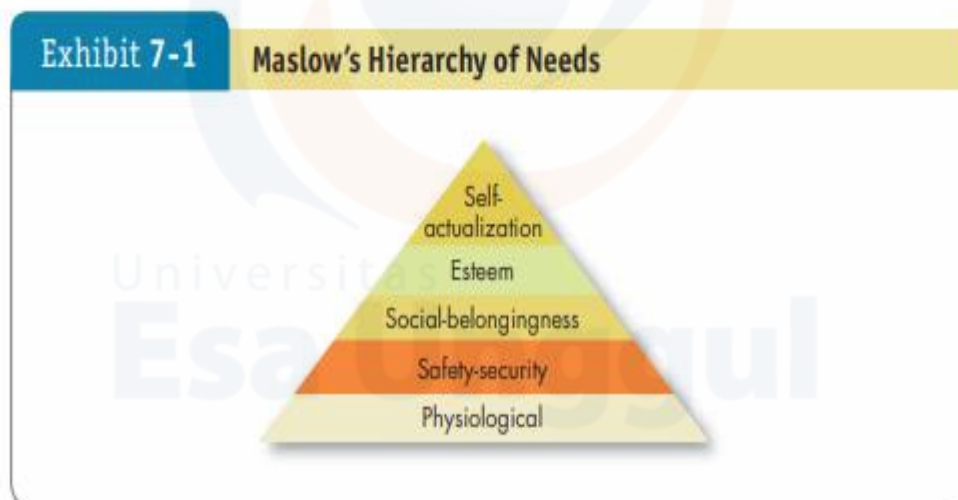 Exhibit 7-1
Maslow's Hierarchy of Needs
Self-
actualization
Esteem
Social-belongingness
Safety-security
Physiological
Universitas
Esa Unggul